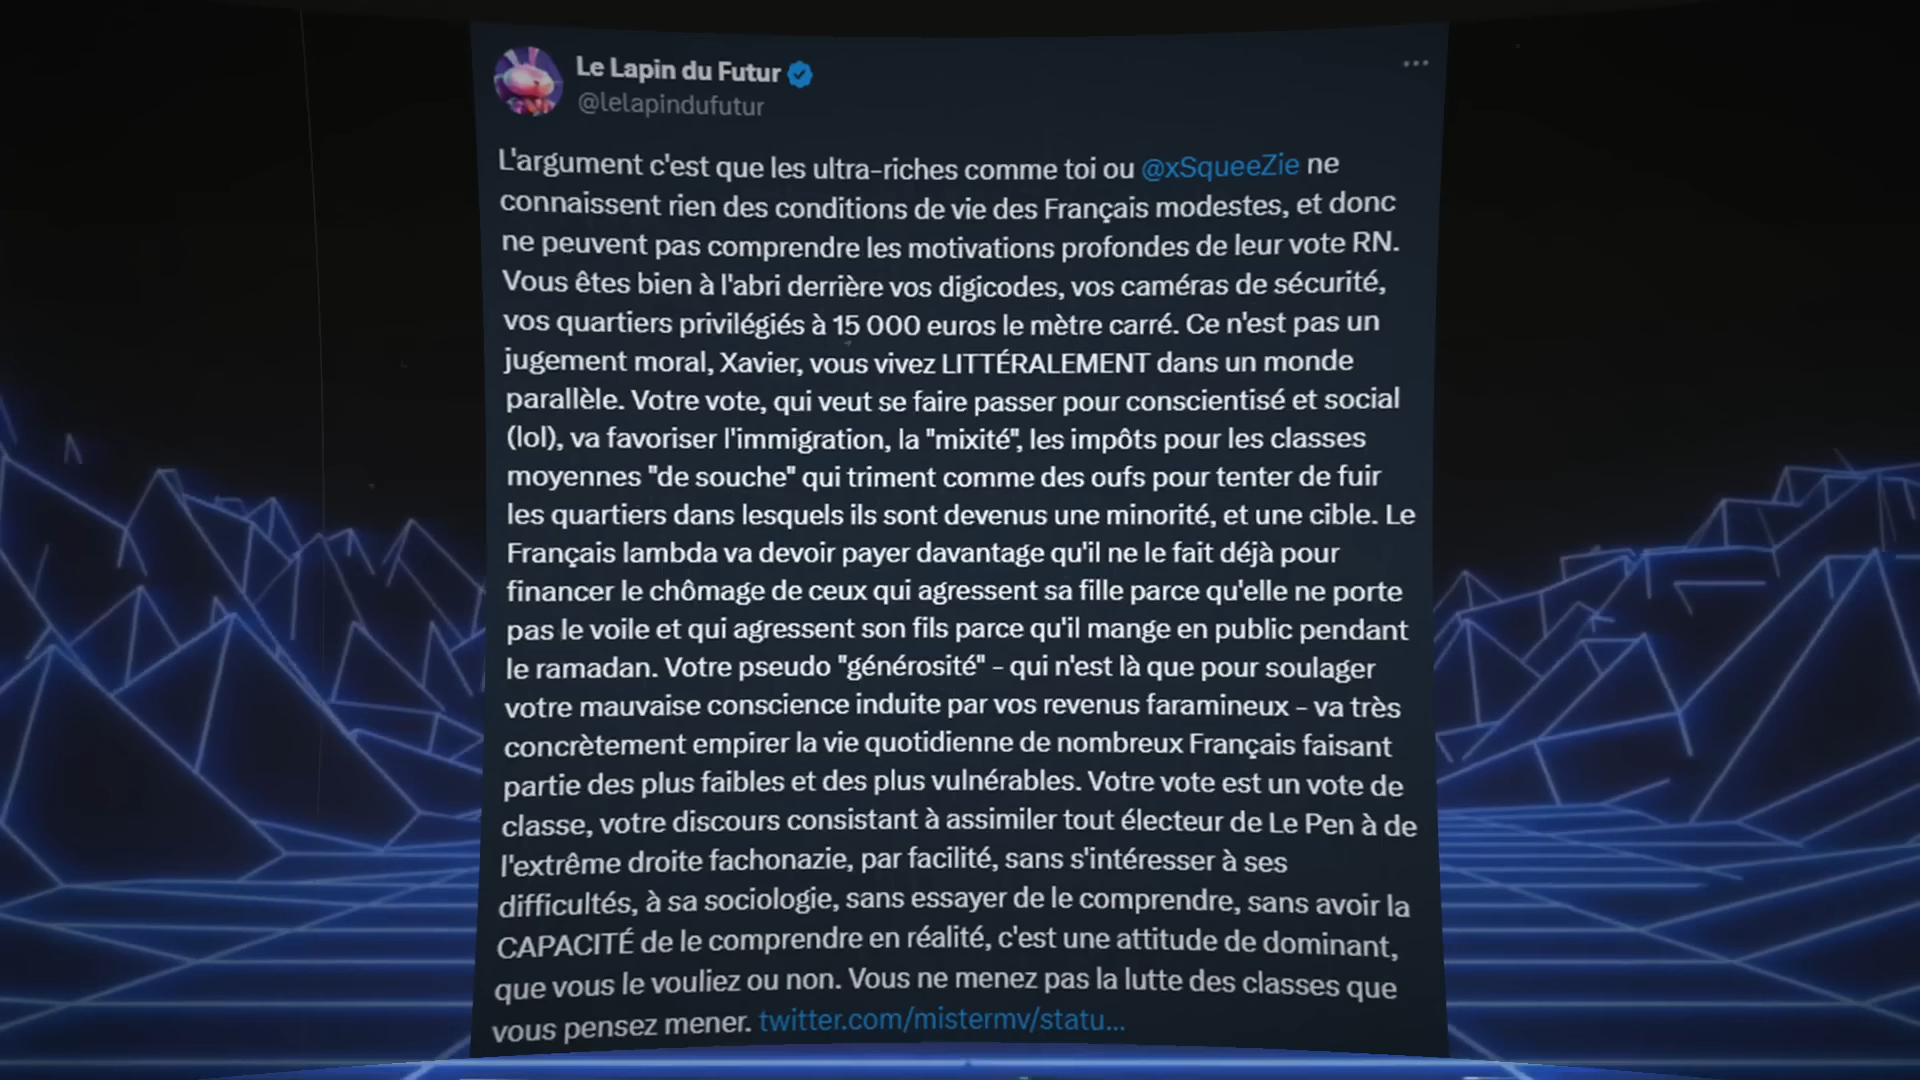 Le Lapin du Futur
@lelapindufutur
L'argument c'est que les ultra-riches comme toi ou @xSqueeZie ne
connaissent rien des conditions de vie des Français modestes, et donc
ne peuvent pas comprendre les motivations profondes de leur vote RN.
Vous êtes bien à l'abri derrière vos digicodes, vos caméras de sécurité,
vos quartiers privilégiés à 15 000 euros le mètre carré. Ce n'est pas un
jugement moral, Xavier, vous vivez LITTÉRALEMENT dans un monde
parallèle. Votre vote, qui veut se faire passer pour conscientisé et social
(lol), va favoriser l'immigration, la "mixité", les impôts pour les classes
moyennes "de souche" qui triment comme des oufs pour tenter de fuir
les quartiers dans lesquels ils sont devenus une minorité, et une cible. Le
Français lambda va devoir payer davantage qu'il ne le fait déjà pour
financer le chômage de ceux qui agressent sa fille parce qu'elle ne porte
pas le voile et qui agressent son fils parce qu'il mange en public pendant
le ramadan. Votre pseudo "générosité" - qui n'est là que pour soulager
votre mauvaise conscience induite par vos revenus faramineux - va très
concrètement empirer la vie quotidienne de nombreux Français faisant
partie des plus faibles et des plus vulnérables. Votre vote est un vote de
classe, votre discours consistant à assimiler tout électeur de Le Pen à de
l'extrême droite fachonazie, par facilité, sans s'intéresser à ses
difficultés, à sa sociologie, sans essayer de le comprendre, sans avoir la
CAPACITÉ de le comprendre en réalité, c'est une attitude de dominant,
que vous le vouliez ou non. Vous ne menez pas la lutte des classes que
vous pensez mener. twitter.com/mistermv/statu...